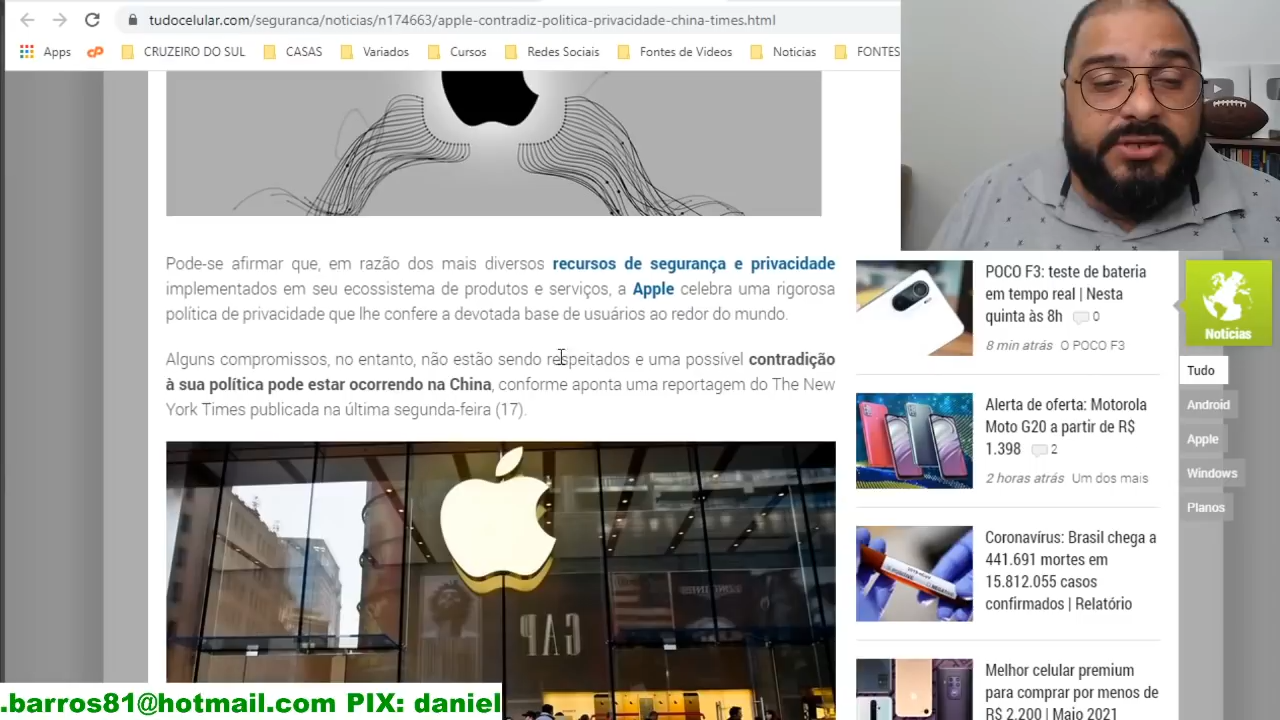 tudocelular.com/seguranca/noticias/n174663/apple-contradiz-politica-privacidade-china-times.html
Apps
CRUZEIRO DO SUL
CASAS
Variados
Cursos
Redes Sociais
Fontes de Videos
Noticias
FONTES
Pode-se afirmar que, em razão dos mais diversos recursos de segurança e privacidade
implementados em seu ecossistema de produtos e serviços, a Apple celebra uma rigorosa
política de privacidade que lhe confere a devotada base de usuários ao redor do mundo.
Alguns compromissos, no entanto, não estão sendo respeitados e uma possível contradição
à sua política pode estar ocorrendo na China, conforme aponta uma reportagem do The New
York Times publicada na última segunda-feira (17).
GAP
POCO F3: teste de bateria
em tempo real | Nesta
quinta às 8h 0
8 min atrás O POCO F3
Alerta de oferta: Motorola
Moto G20 a partir de R$
1.398 2
2 horas atrás Um dos mais
Coronavírus: Brasil chega a
441.691 mortes em
15.812.055 casos
confirmados | Relatório
Melhor celular premium
para comprar por menos de
R$ 2.200 | Maio 2021
Notícias
Tudo
Android
Apple
Windows
Planos
.barros81@hotmail.com PIX: daniel